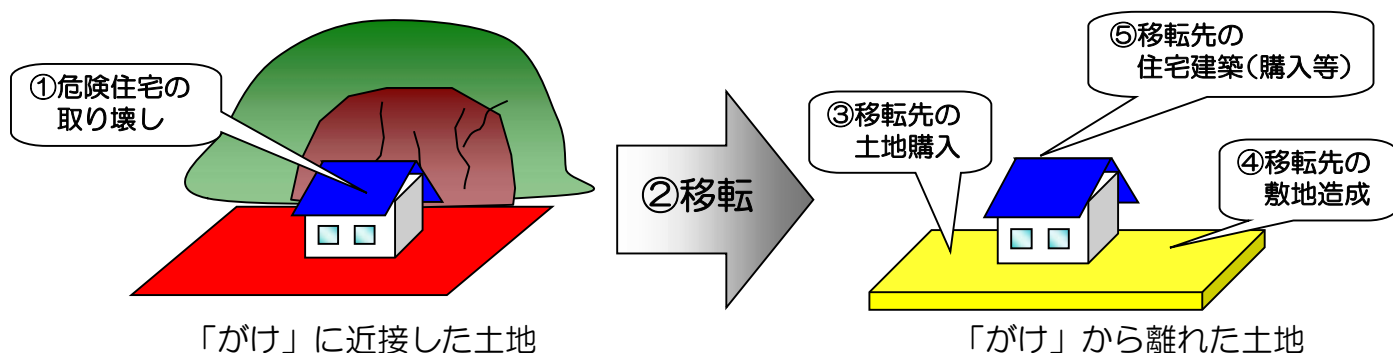 ①危険住宅の
取り壊し
「がけ」に近接した土地
②移転
③移転先の
土地購入
④移転先の
敷地造成
⑤移転先の
住宅建築（購入等）
「がけ」から離れた土地